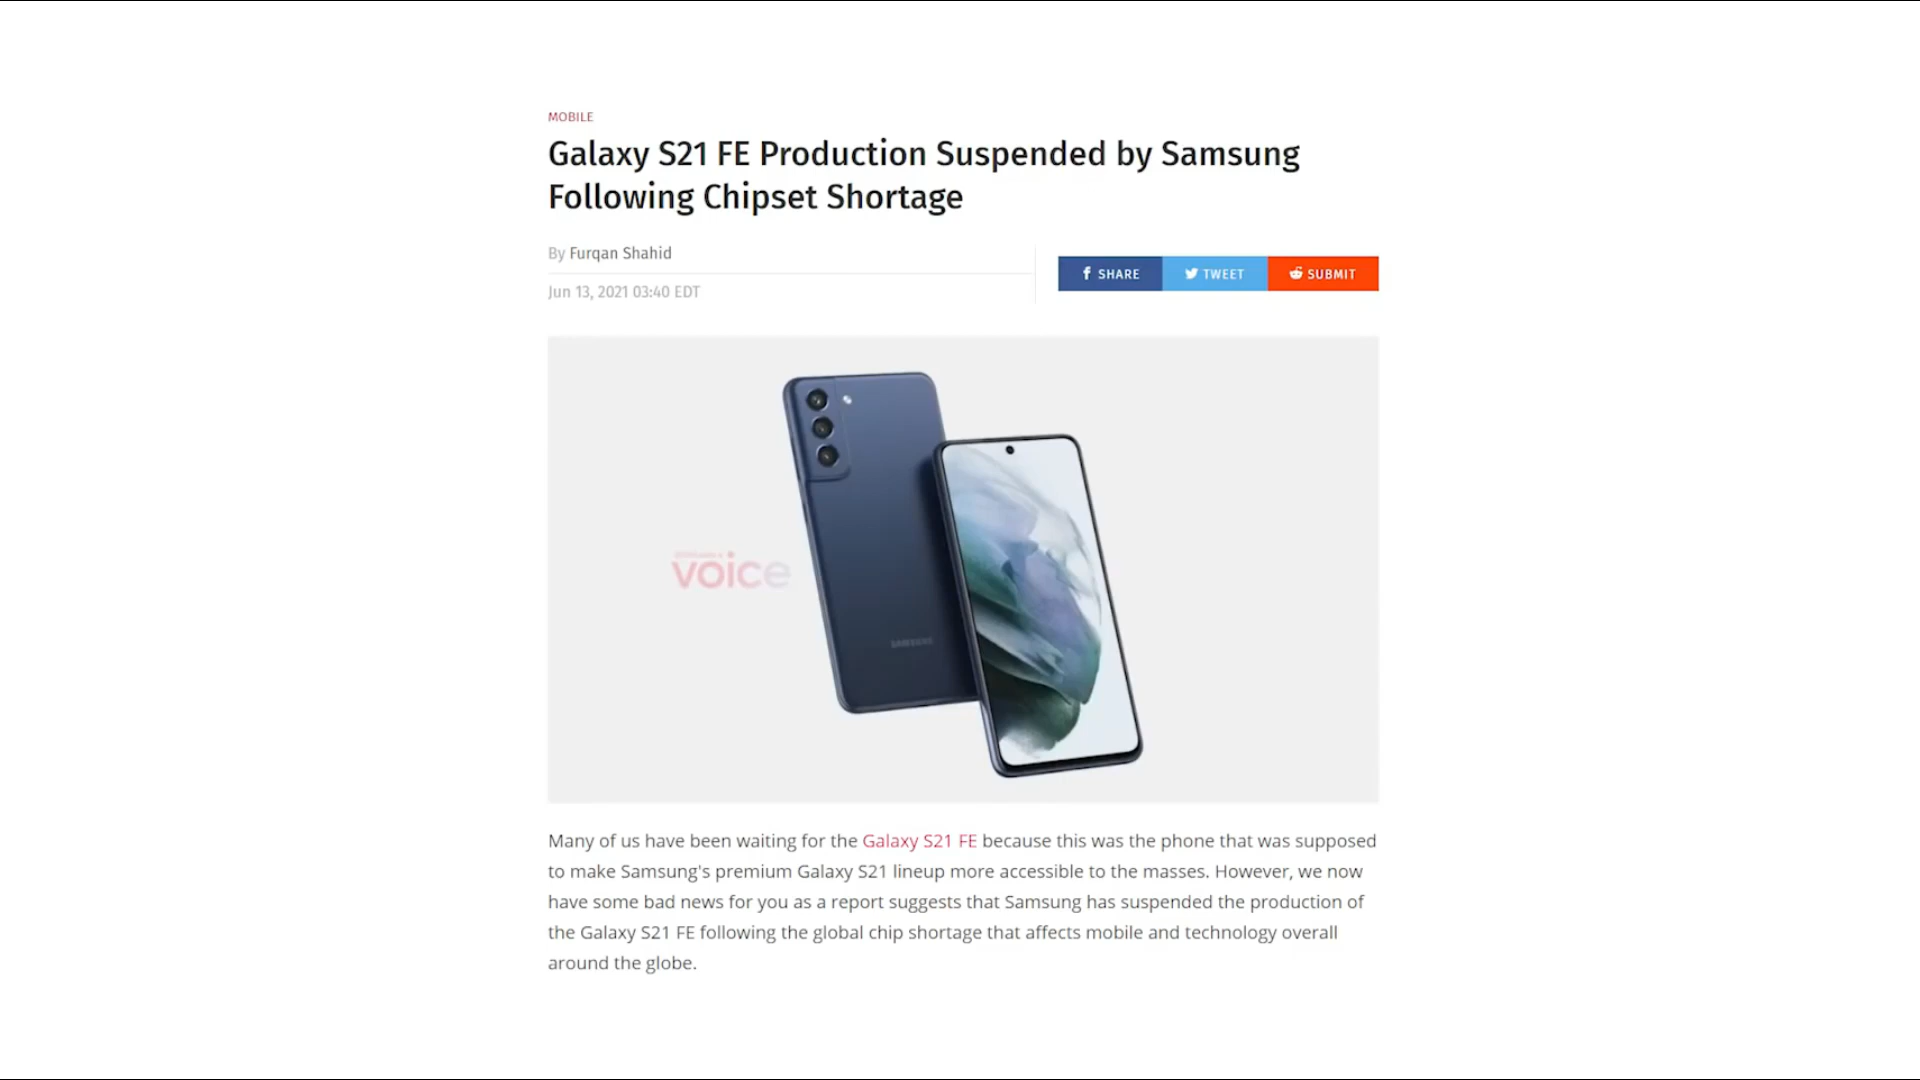 MOBILE
Galaxy S21 FE Production Suspended by Samsung
Following Chipset Shortage
By Furqan Shahid
Jun 13, 2021 03:40 EDT
SHARE
TWEET
SUBMIT
voice
SAMSUNG
Many of us have been waiting for the Galaxy S21 FE because this was the phone that was supposed
to make Samsung's premium Galaxy S21 lineup more accessible to the masses. However, we now
have some bad news for you as a report suggests that Samsung has suspended the production of
the Galaxy S21 FE following the global chip shortage that affects mobile and technology overall
around the globe.